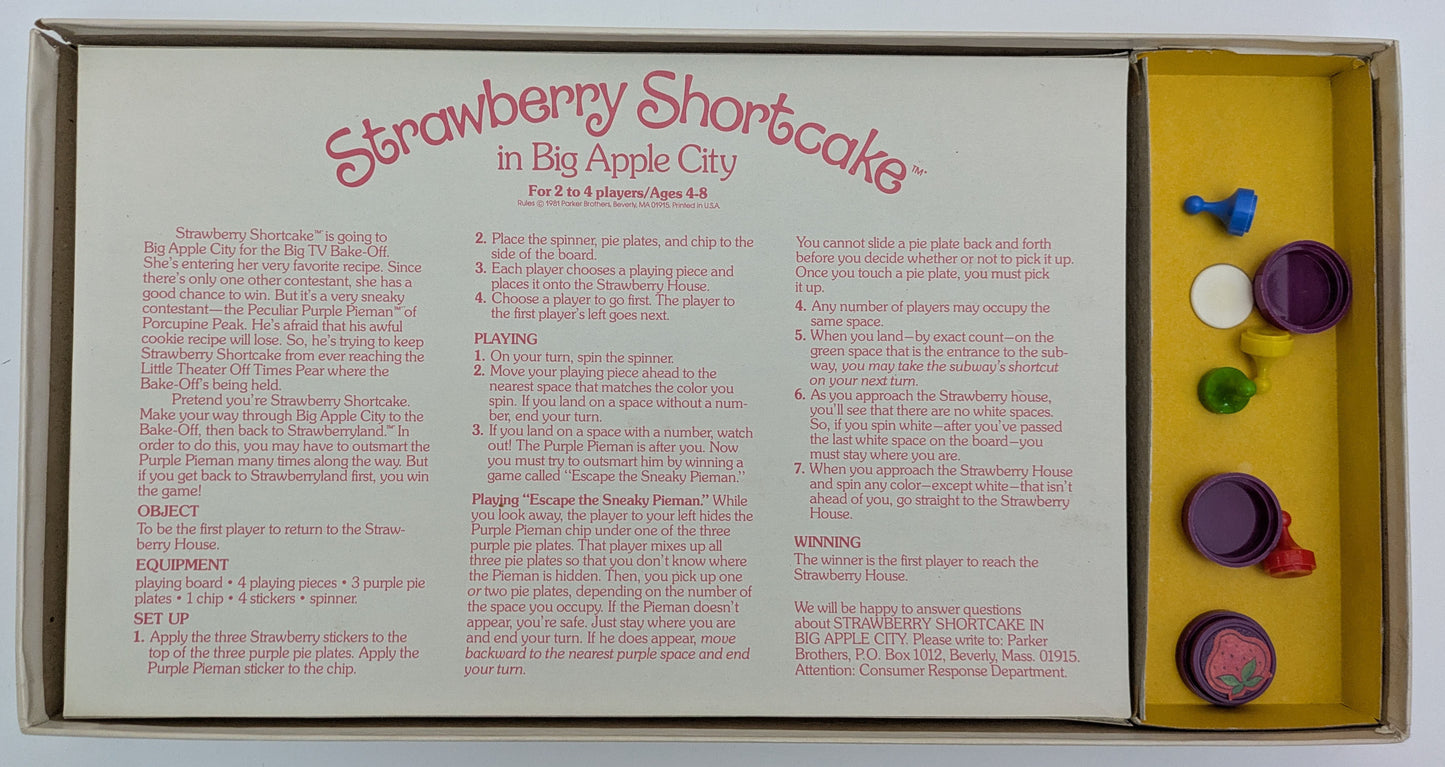 Strawberry Shortcake™
in Big Apple City
For 2 to 4 players/Ages 4-8
Rules © 1981 Parker Brothers, Beverly, MA 01915. Printed in U.S.A.
Strawberry Shortcake™ is going to
Big Apple City for the Big TV Bake-Off.
She's entering her very favorite recipe. Since
there's only one other contestant, she has a
good chance to win. But it's a very sneaky
contestant—the Peculiar Purple Pieman™ of
Porcupine Peak. He's afraid that his awful
cookie recipe will lose. So, he's trying to keep
Strawberry Shortcake from ever reaching the
Little Theater Off Times Pear where the
Bake-Off's being held.
Pretend you're Strawberry Shortcake.
Make your way through Big Apple City to the
Bake-Off, then back to Strawberryland.™ In
order to do this, you may have to outsmart the
Purple Pieman many times along the way. But
if you get back to Strawberryland first, you win
the game!
OBJECT
To be the first player to return to the Straw-
berry House.
EQUIPMENT
playing board • 4 playing pieces • 3 purple pie
plates • 1 chip • 4 stickers • spinner.
SET UP
1. Apply the three Strawberry stickers to the
top of the three purple pie plates. Apply the
Purple Pieman sticker to the chip.
2. Place the spinner, pie plates, and chip to the
side of the board.
3. Each player chooses a playing piece and
places it onto the Strawberry House.
4. Choose a player to go first. The player to
the first player's left goes next.
PLAYING
1. On your turn, spin the spinner.
2. Move your playing piece ahead to the
nearest space that matches the color you
spin. If you land on a space without a num-
ber, end your turn.
3. If you land on a space with a number, watch
out! The Purple Pieman is after you. Now
you must try to outsmart him by winning a
game called "Escape the Sneaky Pieman."
Playing "Escape the Sneaky Pieman." While
you look away, the player to your left hides the
Purple Pieman chip under one of the three
purple pie plates. That player mixes up all
three pie plates so that you don't know where
the Pieman is hidden. Then, you pick up one
or two pie plates, depending on the number of
the space you occupy. If the Pieman doesn't
appear, you're safe. Just stay where you are
and end your turn. If he does appear, move
backward to the nearest purple space and end
your turn.
You cannot slide a pie plate back and forth
before you decide whether or not to pick it up.
Once you touch a pie plate, you must pick
it up.
4. Any number of players may occupy the
same space.
5. When you land—by exact count—on the
green space that is the entrance to the sub-
way, you may take the subway's shortcut
on your next turn.
6. As you approach the Strawberry house,
you'll see that there are no white spaces.
So, if you spin white—after you've passed
the last white space on the board—you
must stay where you are.
7. When you approach the Strawberry House
and spin any color—except white—that isn't
ahead of you, go straight to the Strawberry
House.
WINNING
The winner is the first player to reach the
Strawberry House.
We will be happy to answer questions
about STRAWBERRY SHORTCAKE IN
BIG APPLE CITY. Please write to: Parker
Brothers, P.O. Box 1012, Beverly, Mass. 01915.
Attention: Consumer Response Department.